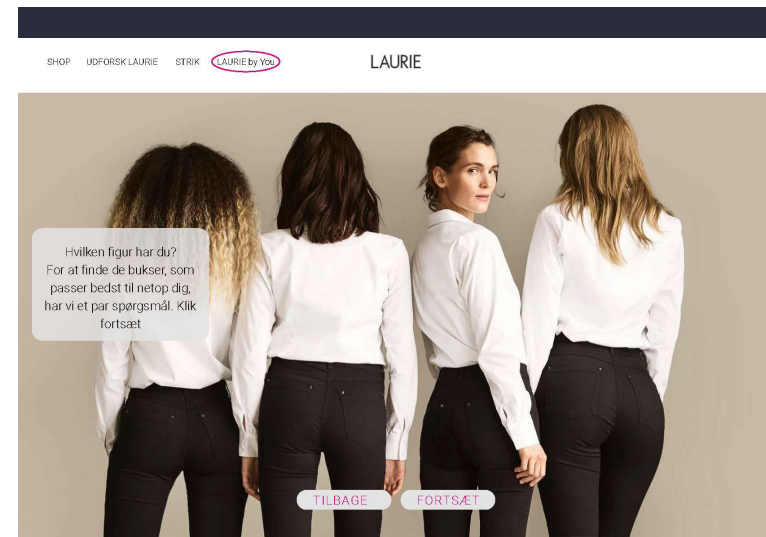 SHOP UDFORSK LAURIE STRIK LAURIE by You LAURIE
Hvilken figur har du?
For at finde de bukser, som
passer bedst til netop dig,
har vi et par spørgsmål. Klik
fortsæt
TILBAGE FORTSÆT